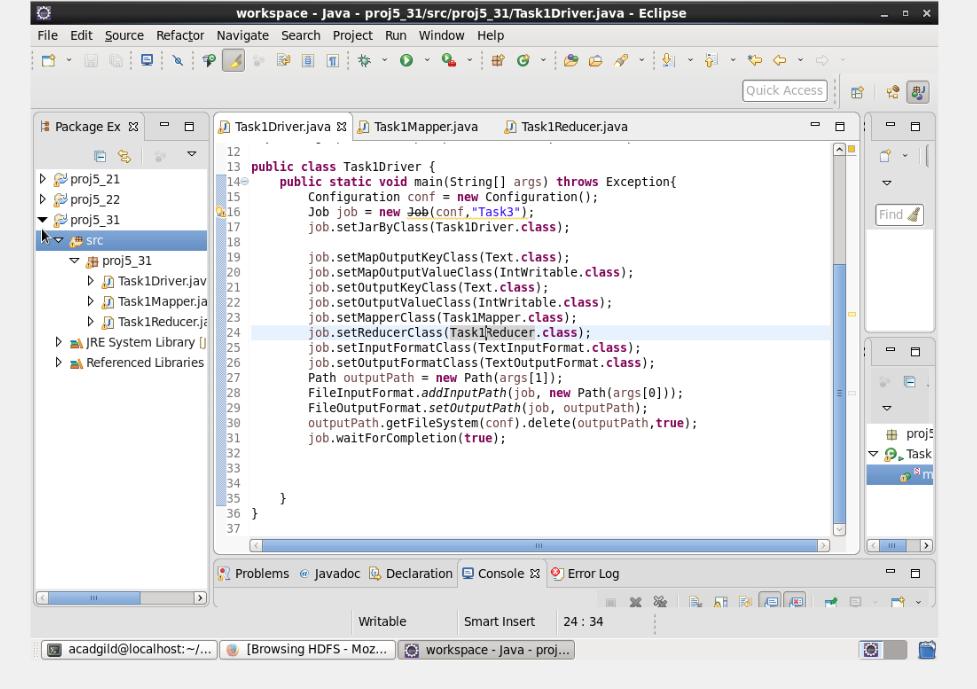 workspace - Java - proj5_31/src/proj5_31/Task1Driver.java - Eclipse
File Edit Source Refactor Navigate Search Project Run Window Help
Quick Access
Package Ex
Task1Driver.java
Task1Mapper.java
Task1Reducer.java
proj5_21
proj5_22
proj5_31
src
proj5_31
Task1Driver.jav
Task1Mapper.ja
Task1Reducer.ja
JRE System Library [J
Referenced Libraries
12
13 public class Task1Driver {
14 public static void main(String[] args) throws Exception{
15 Configuration conf = new Configuration();
16 Job job = new Job(conf,"Task3");
17 job.setJarByClass(Task1Driver.class);
18
19 job.setMapOutputKeyClass(Text.class);
20 job.setMapOutputValueClass(IntWritable.class);
21 job.setOutputKeyClass(Text.class);
22 job.setOutputValueClass(IntWritable.class);
23 job.setMapperClass(Task1Mapper.class);
24 job.setReducerClass(Task1Reducer.class);
25 job.setInputFormatClass(TextInputFormat.class);
26 job.setOutputFormatClass(TextOutputFormat.class);
27 Path outputPath = new Path(args[1]);
28 FileInputFormat.addInputPath(job, new Path(args[0]));
29 FileOutputFormat.setOutputPath(job, outputPath);
30 outputPath.getFileSystem(conf).delete(outputPath,true);
31 job.waitForCompletion(true);
32
33
34
35 }
36 }
37
Find
proj5
Task
m
Problems @ Javadoc Declaration Console Error Log
Writable Smart Insert 24 : 34
acadgild@localhost:~/... [Browsing HDFS - Moz... workspace - Java - proj...